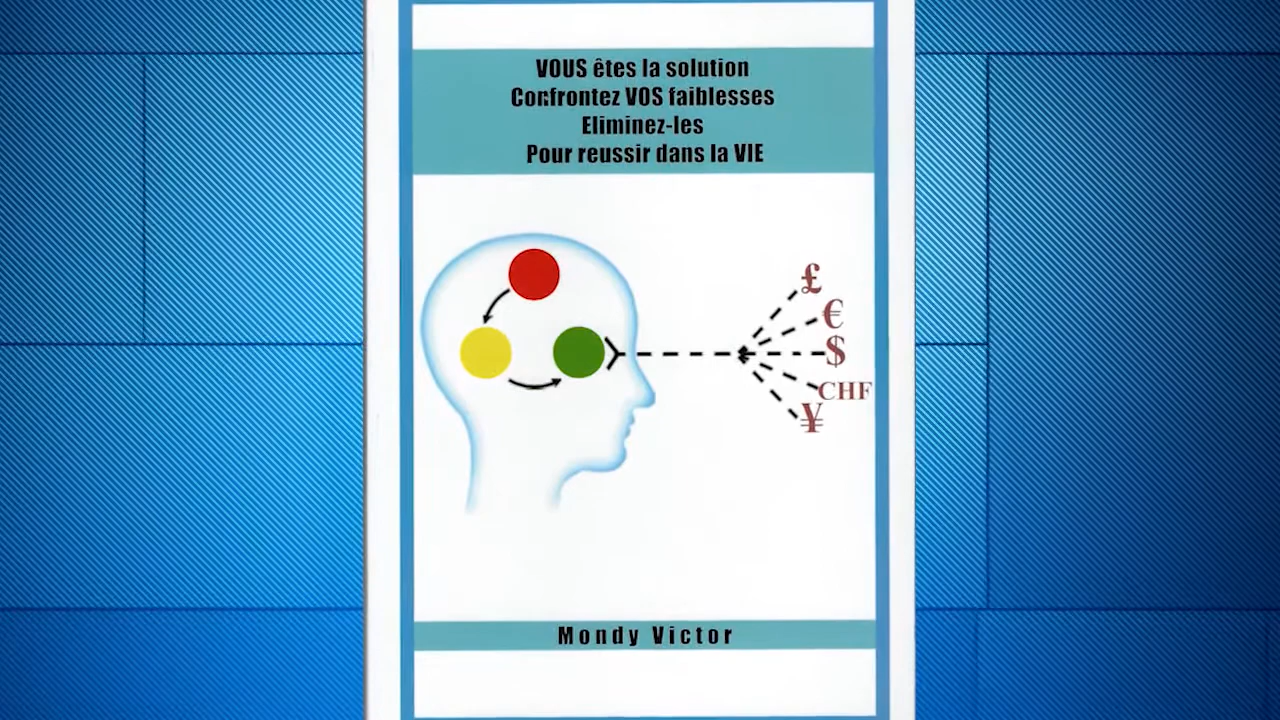 VOUS êtes la solution
Confrontez VOS faiblesses
Eliminez-les
Pour reussir dans la VIE
£
€
$
CHF
¥
Mondy Victor